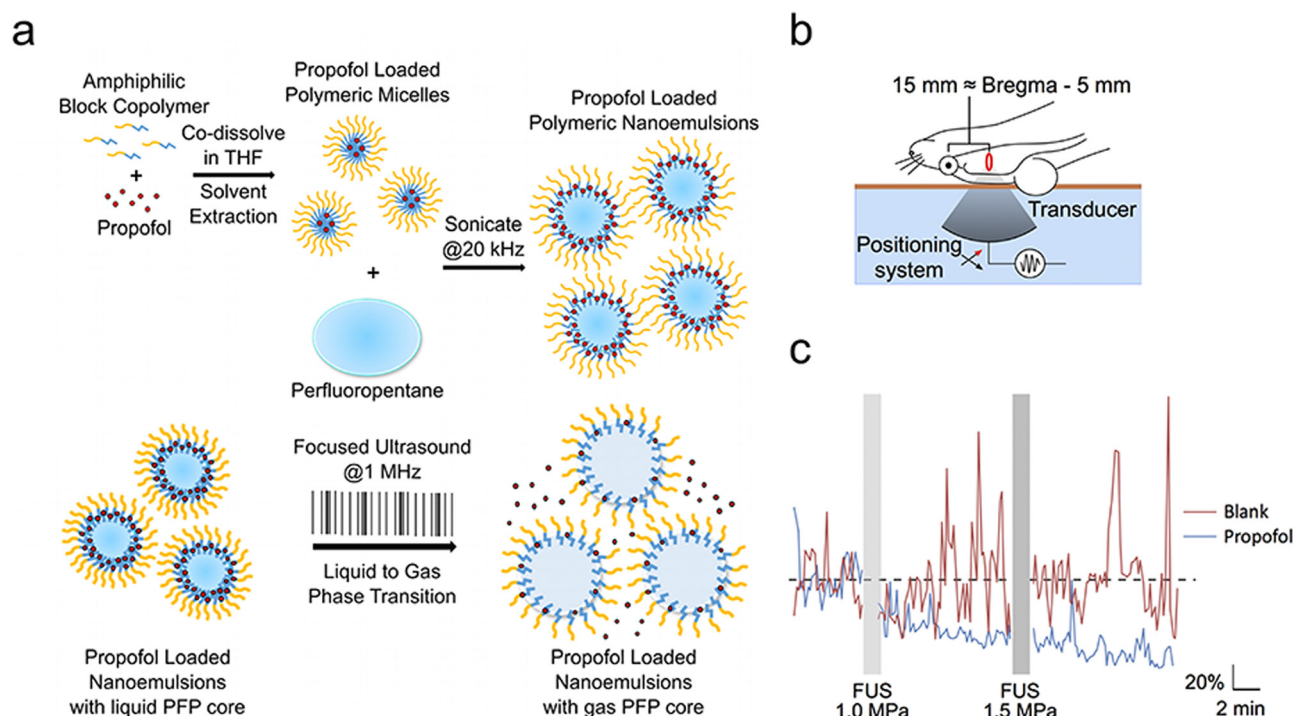 a
Amphiphilic
Block Copolymer
+
Propofol
Co-dissolve
in THF
Solvent
Extraction
Propofol Loaded
Polymeric Micelles
+
Perfluoropentane
Sonicate
@20 kHz
Propofol Loaded
Polymeric Nanoemulsions
Focused Ultrasound
@1 MHz
Liquid to Gas
Phase Transition
Propofol Loaded
Nanoemulsions
with liquid PFP core
Propofol Loaded
Nanoemulsions
with gas PFP core
b
15 mm ≈ Bregma - 5 mm
Transducer
Positioning
system
c
Blank
Propofol
FUS
1.0 MPa
FUS
1.5 MPa
20%
2 min